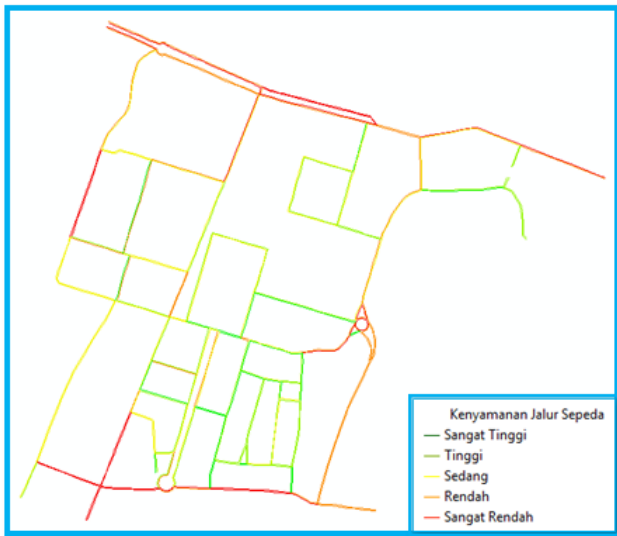 Kenyamanan Jalur Sepeda
Sangat Tinggi
Tinggi
Sedang
Rendah
Sangat Rendah